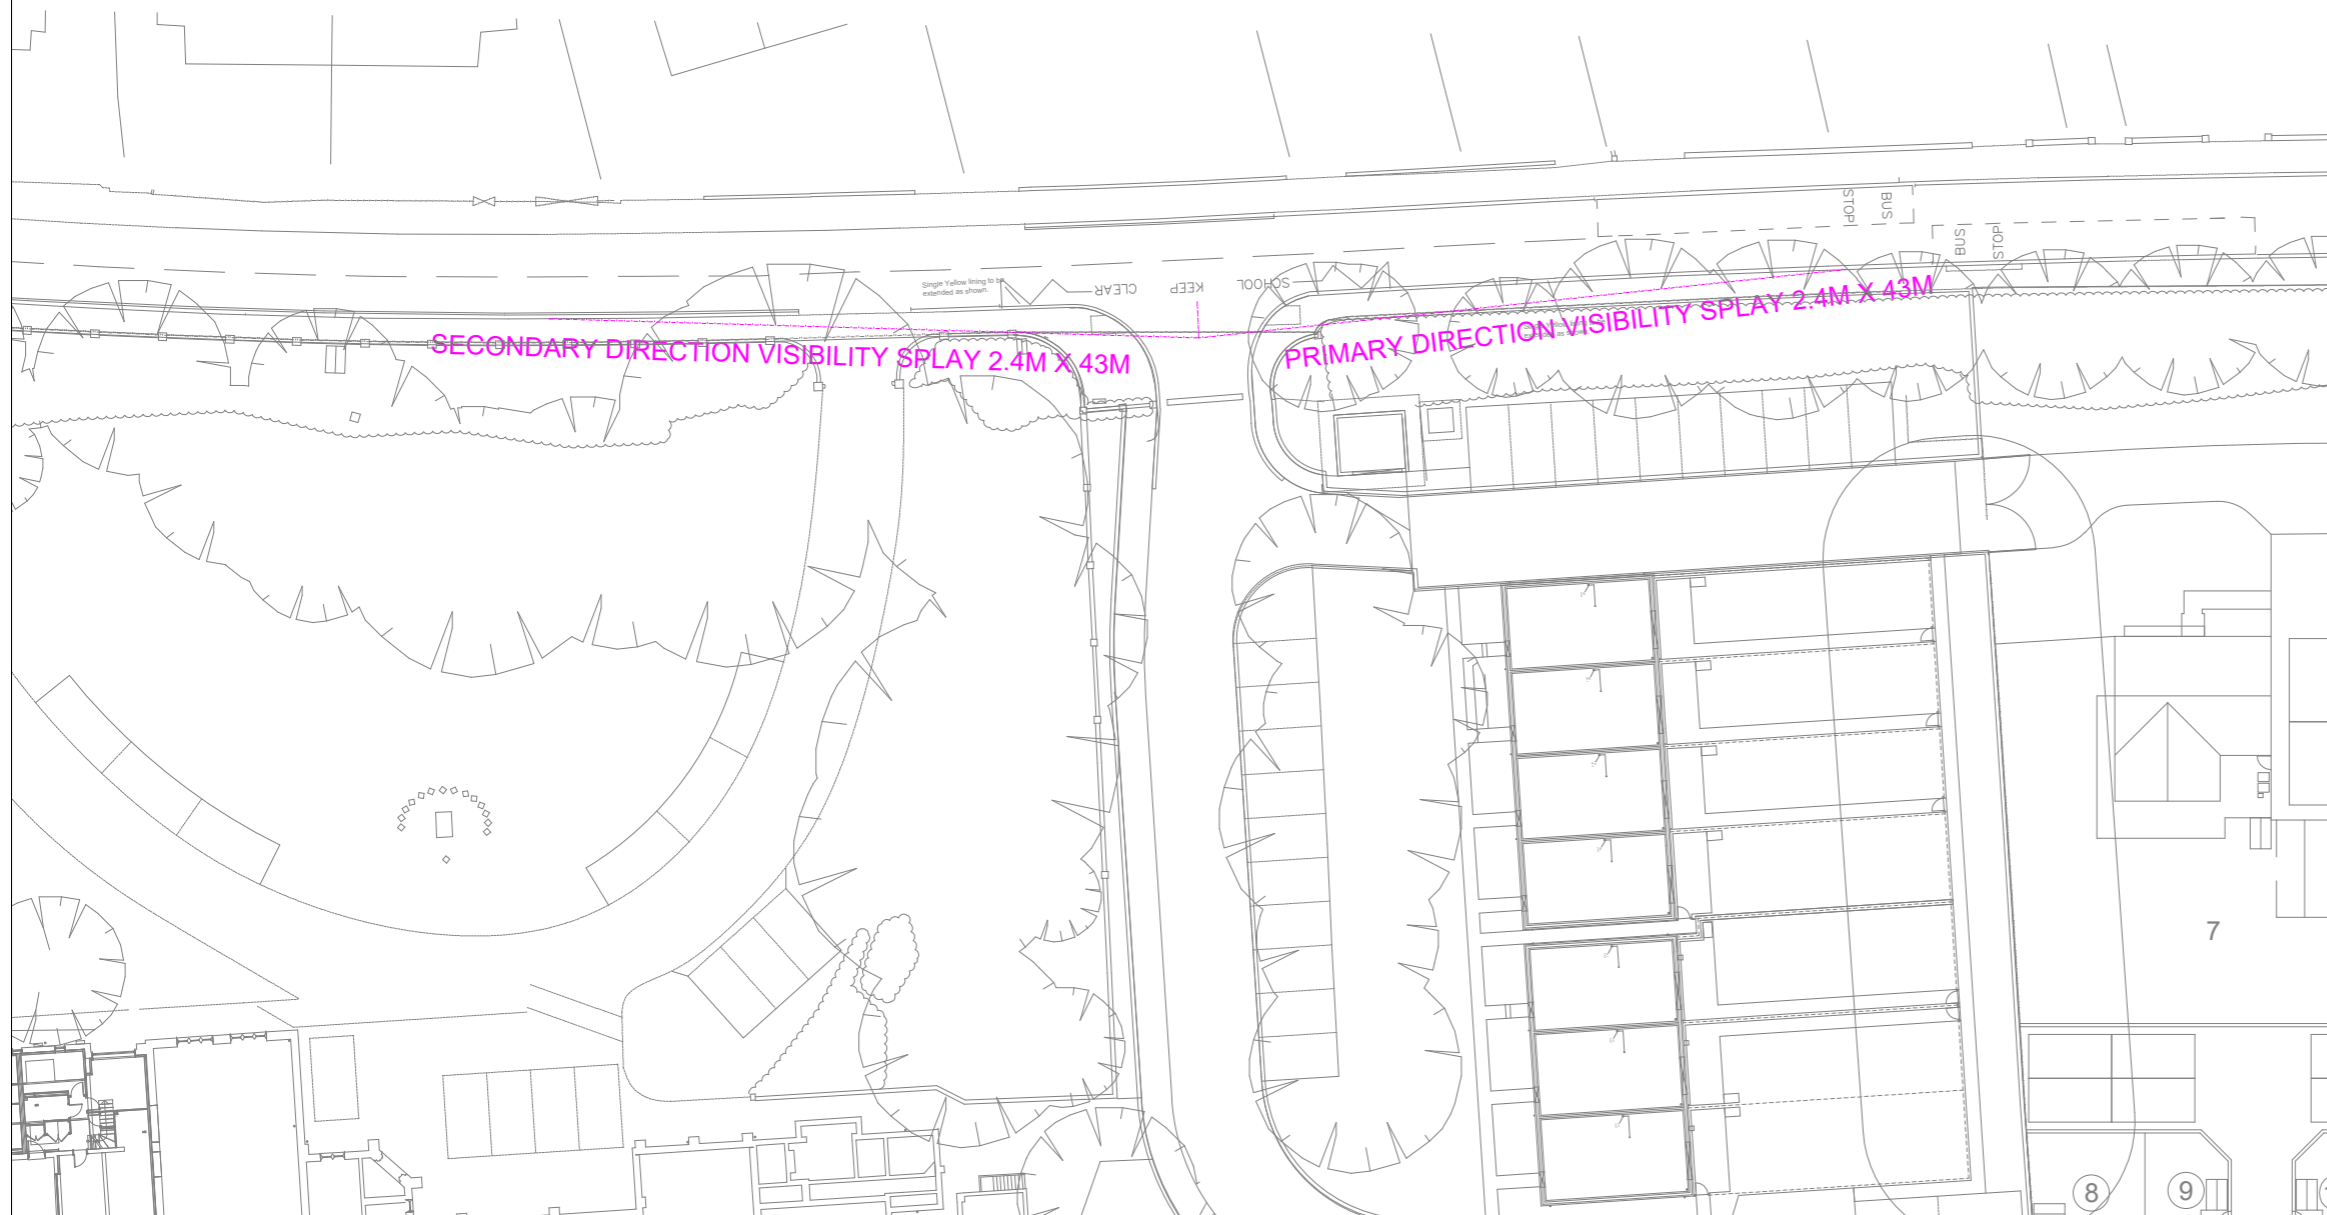 STOP
BUS
BUS
STOP
Single Yellow lining to be
extended as shown.
CLEAR
KEEP
SCHOOL
SECONDARY DIRECTION VISIBILITY SPLAY 2.4M X 43M
PRIMARY DIRECTION VISIBILITY SPLAY 2.4M X 43M
7
8
9